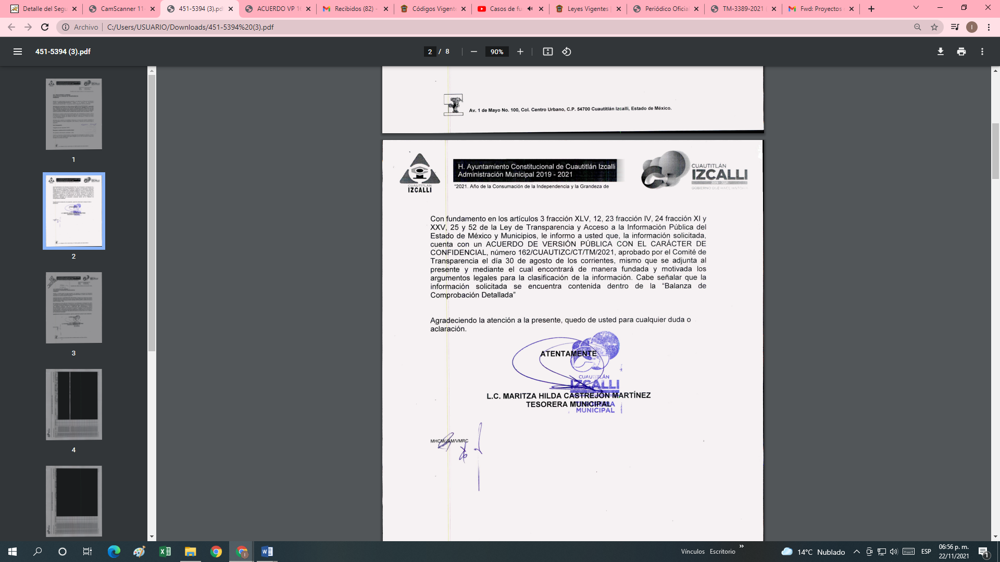 Detalle del Segu
CamScanner 11-
451-5394 (3).pdf
ACUERDO VP 16
Recibidos (82) -
Códigos Vigente
Casos de fu
Leyes Vigentes
Periódico Oficial
TM-3389-2021
Fwd: Proyectos
Archivo
C:/Users/USUARIO/Downloads/451-5394%20(3).pdf
I
451-5394 (3).pdf
2 / 8
90%
1
2
3
4
Av. 1 de Mayo No. 100, Col. Centro Urbano, C.P. 54700 Cuautitlán Izcalli, Estado de México.
CUAUTITLAN
IZCALLI
H. Ayuntamiento Constitucional de Cuautitlán Izcalli
Administración Municipal 2019 - 2021
“2021. Año de la Consumación de la Independencia y la Grandeza de
CUAUTITLÁN
IZCALLI
2019 - 2021
GOBIERNO QUE HACE HISTORIA
Con fundamento en los artículos 3 fracción XLV, 12, 23 fracción IV, 24 fracción XI y
XXV, 25 y 52 de la Ley de Transparencia y Acceso a la Información Pública del
Estado de México y Municipios, le informo a usted que, la información solicitada,
cuenta con un ACUERDO DE VERSIÓN PÚBLICA CON EL CARÁCTER DE
CONFIDENCIAL, número 162/CUAUTIZC/CT/TM/2021, aprobado por el Comité de
Transparencia el día 30 de agosto de los corrientes, mismo que se adjunta al
presente y mediante el cual encontrará de manera fundada y motivada los
argumentos legales para la clasificación de la información. Cabe señalar que la
información solicitada se encuentra contenida dentro de la “Balanza de
Comprobación Detallada”
Agradeciendo la atención a la presente, quedo de usted para cualquier duda o
aclaración.
ATENTAMENTE
CUAUTITLÁN
IZCALLI
L.C. MARITZA HILDA CASTREJÓN MARTÍNEZ
TESORERA MUNICIPAL
TESORERIA
MUNICIPAL
MHCM/JAM/VMRC
Vínculos
Escritorio
14°C Nublado
ESP
06:56 p. m.
22/11/2021
1